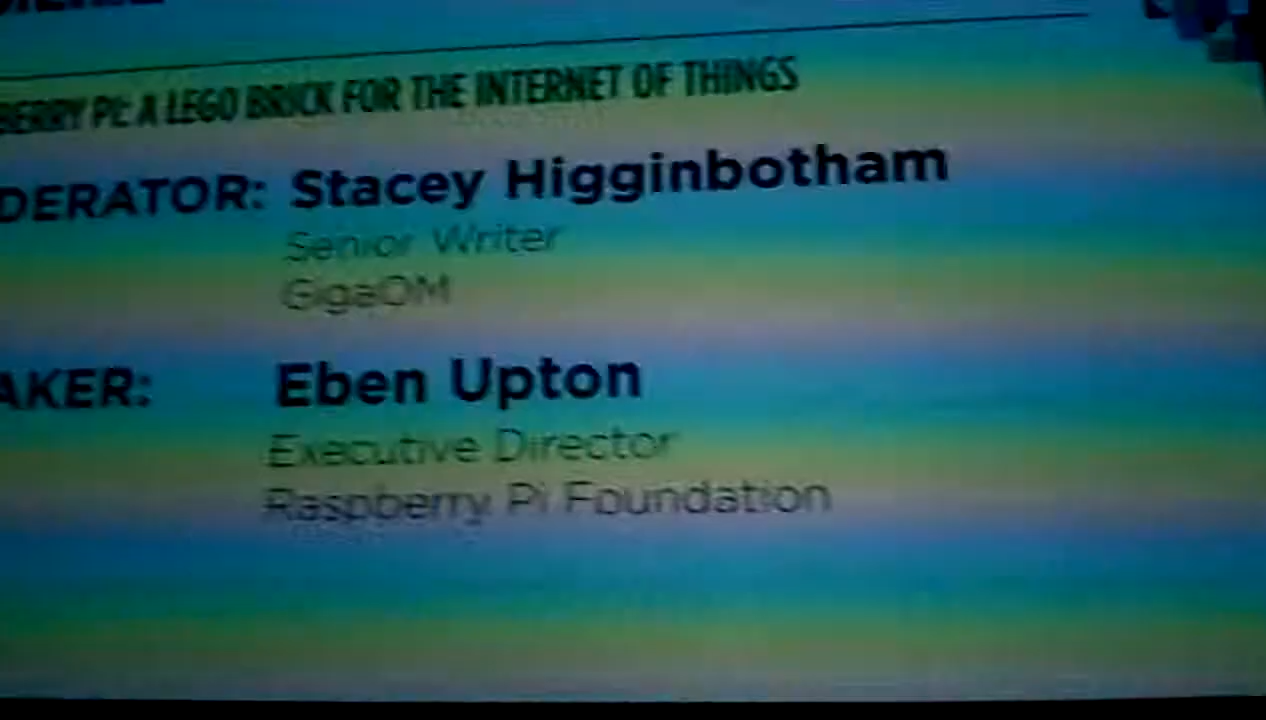 BERRY PI: A LEGO BRICK FOR THE INTERNET OF THINGS
DERATOR: Stacey Higginbotham
Senior Writer
GigaOM
AKER: Eben Upton
Executive Director
Raspberry Pi Foundation